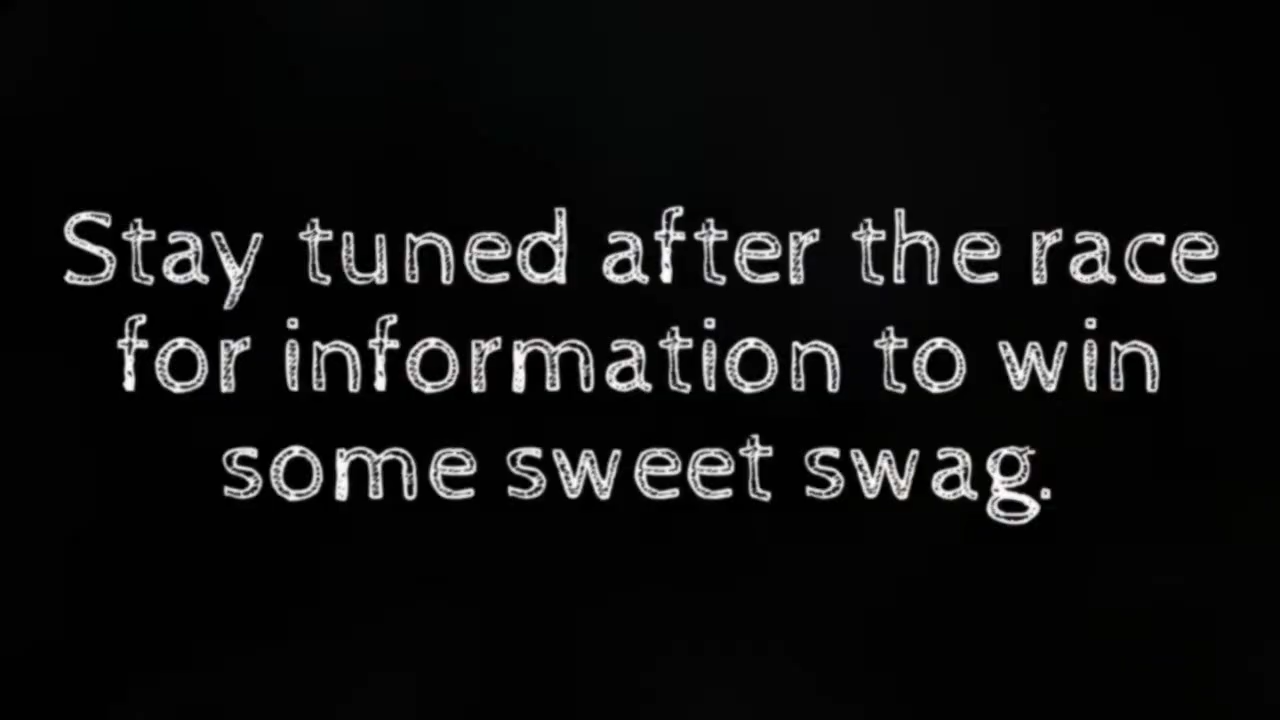 Stay tuned after the race
for information to win
some sweet swag.